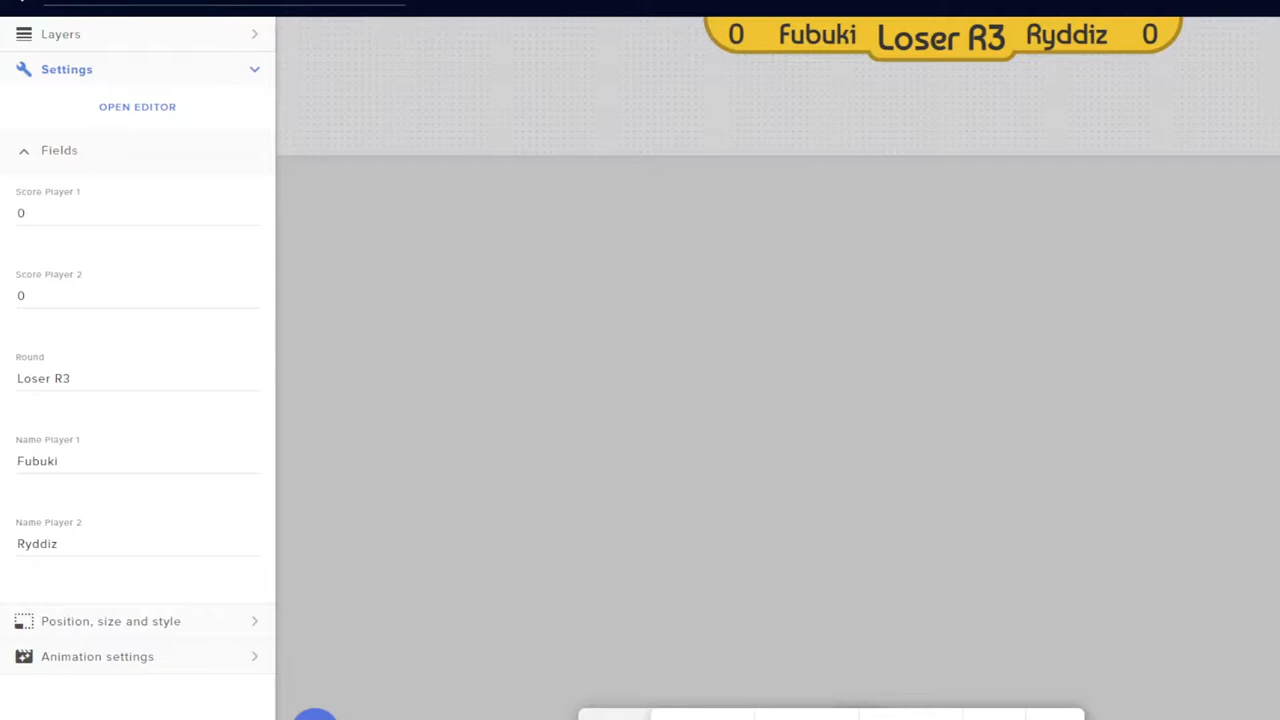 Layers
Settings
OPEN EDITOR
Fields
Score Player 1
0
Score Player 2
0
Round
Loser R3
Name Player 1
Fubuki
Name Player 2
Ryddiz
Position, size and style
Animation settings
0 Fubuki Loser R3 Ryddiz 0